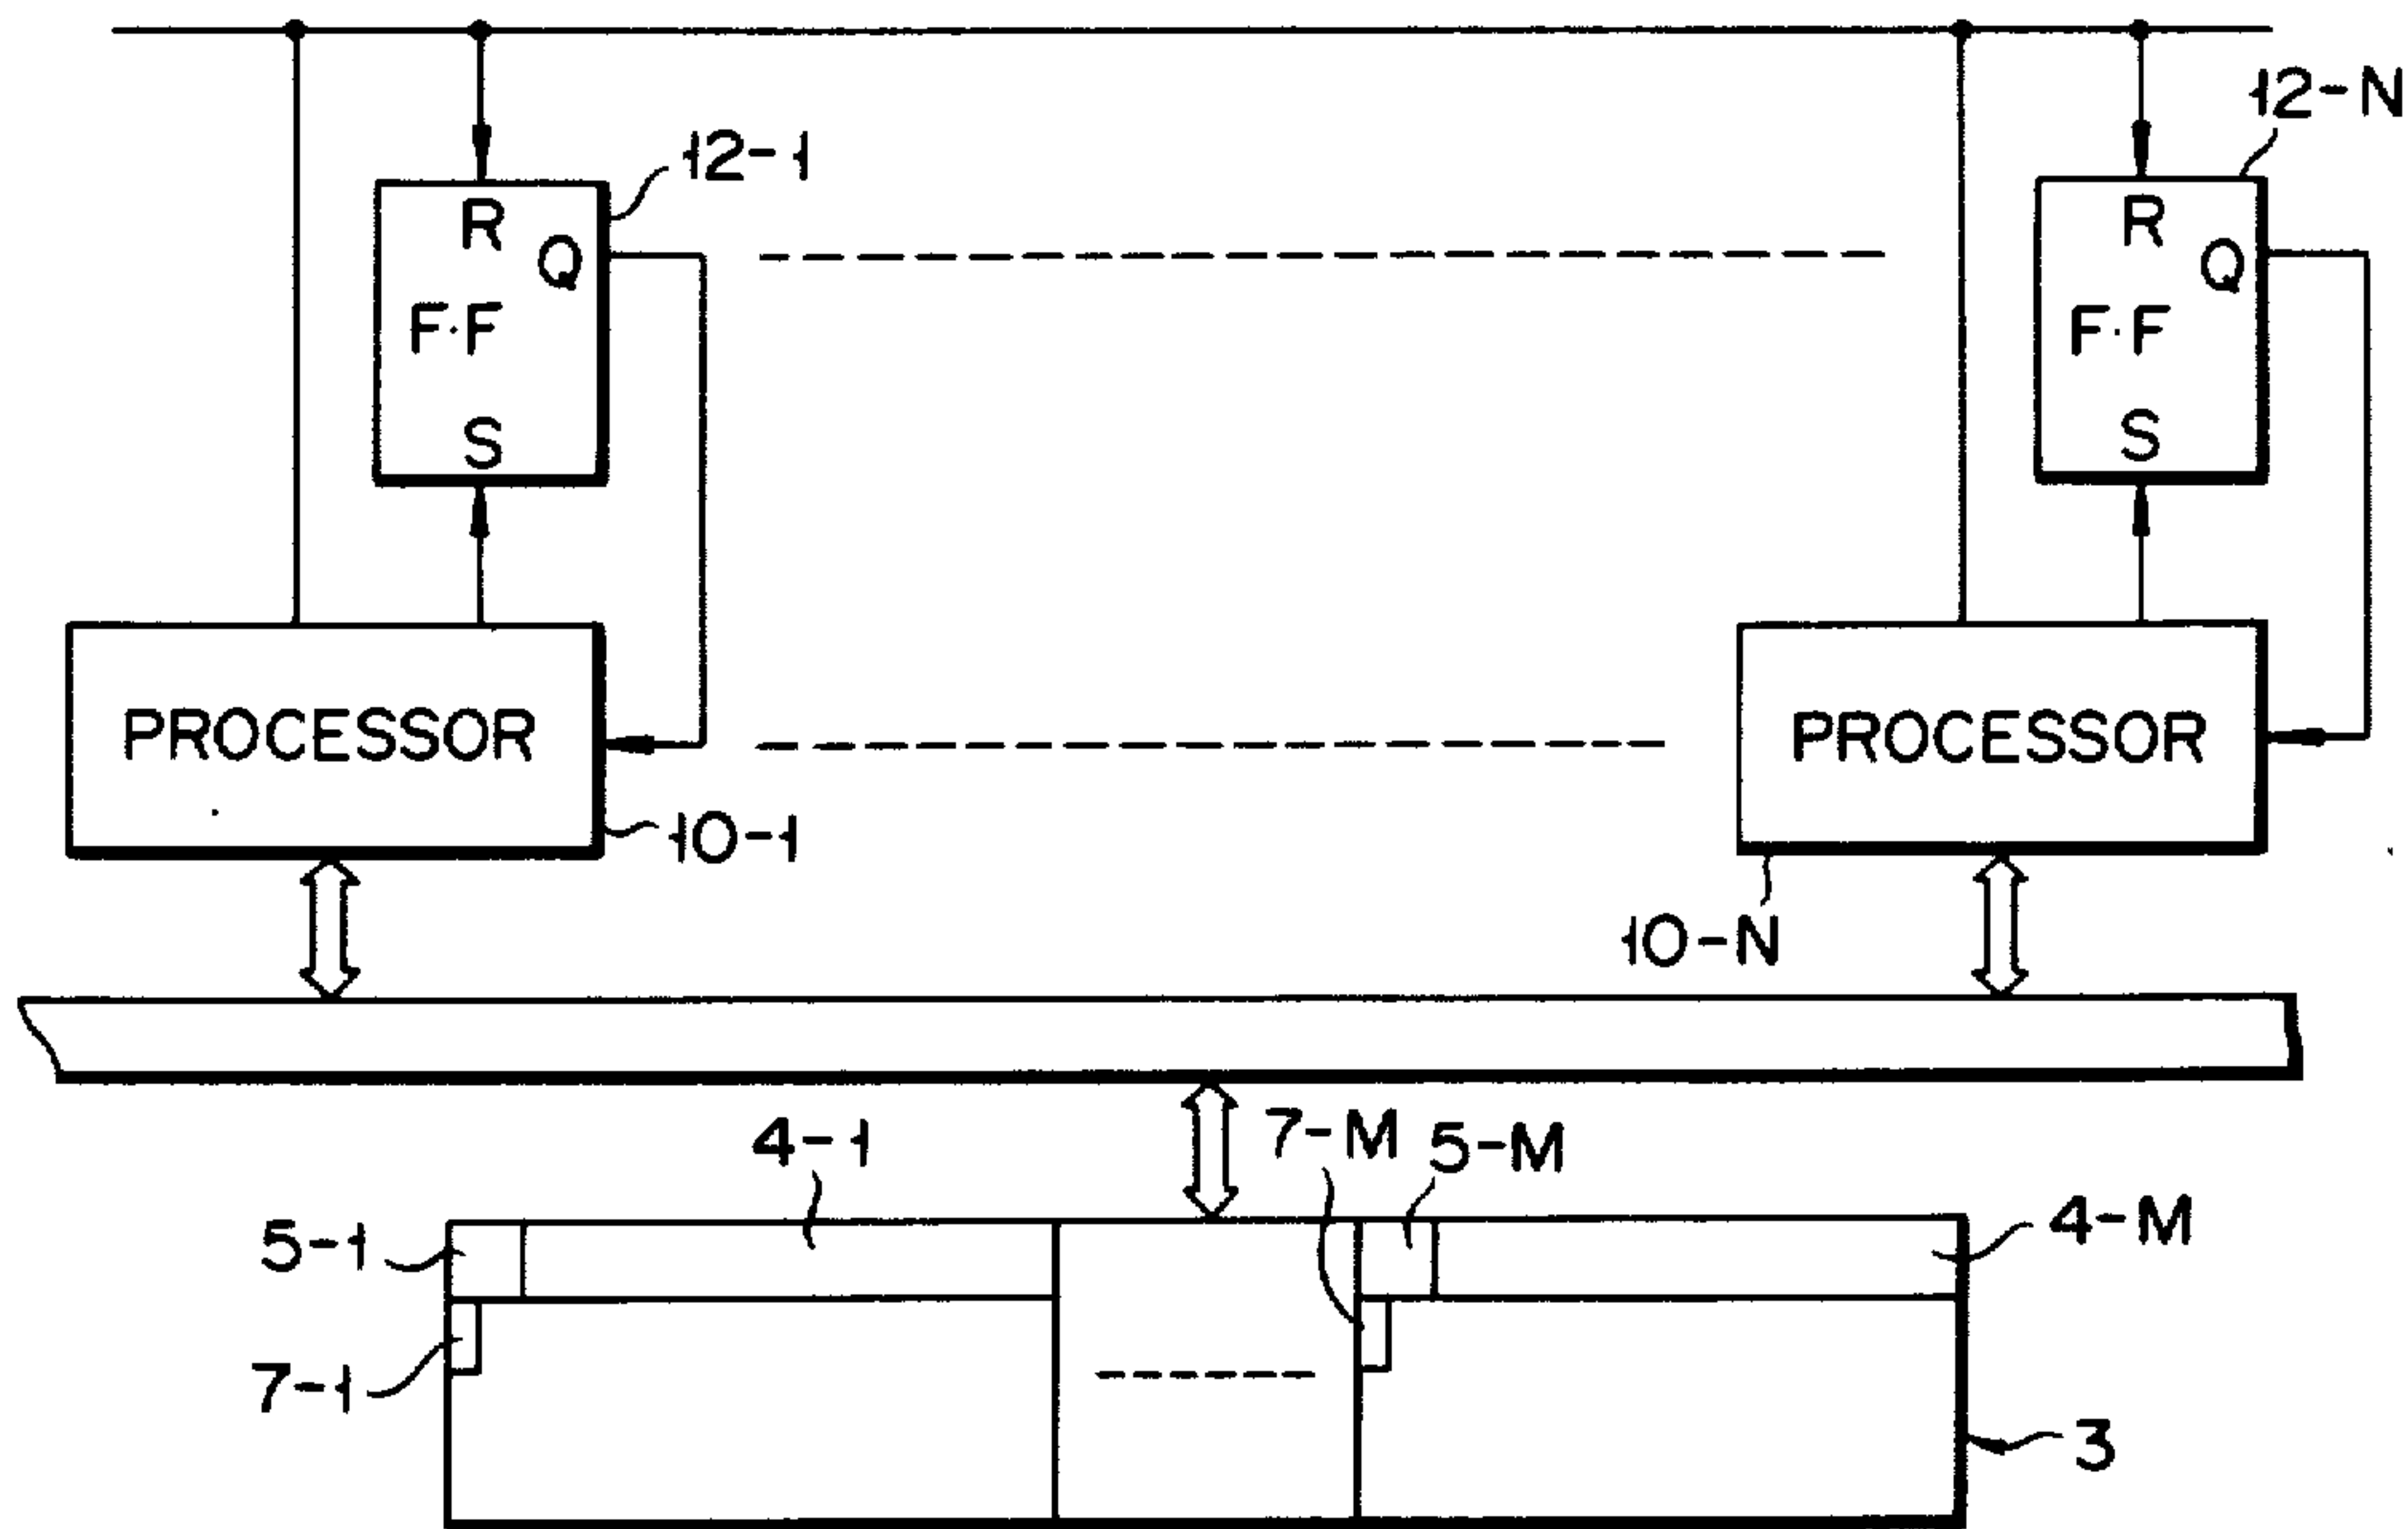 12-N
12-1
R
Q
F·F
S
R
Q
F·F
S
PROCESSOR
PROCESSOR
10-1
10-N
4-1
7-M
5-M
5-1
4-M
7-1
3